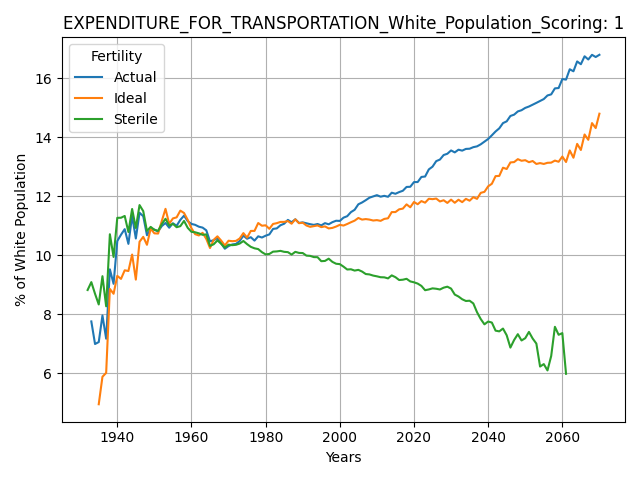 EXPENDITURE_FOR_TRANSPORTATION_White_Population_Scoring: 1
Fertility
Actual
Ideal
Sterile
% of White Population
16
14
12
10
8
6
1940
1960
1980
2000
2020
2040
2060
Years